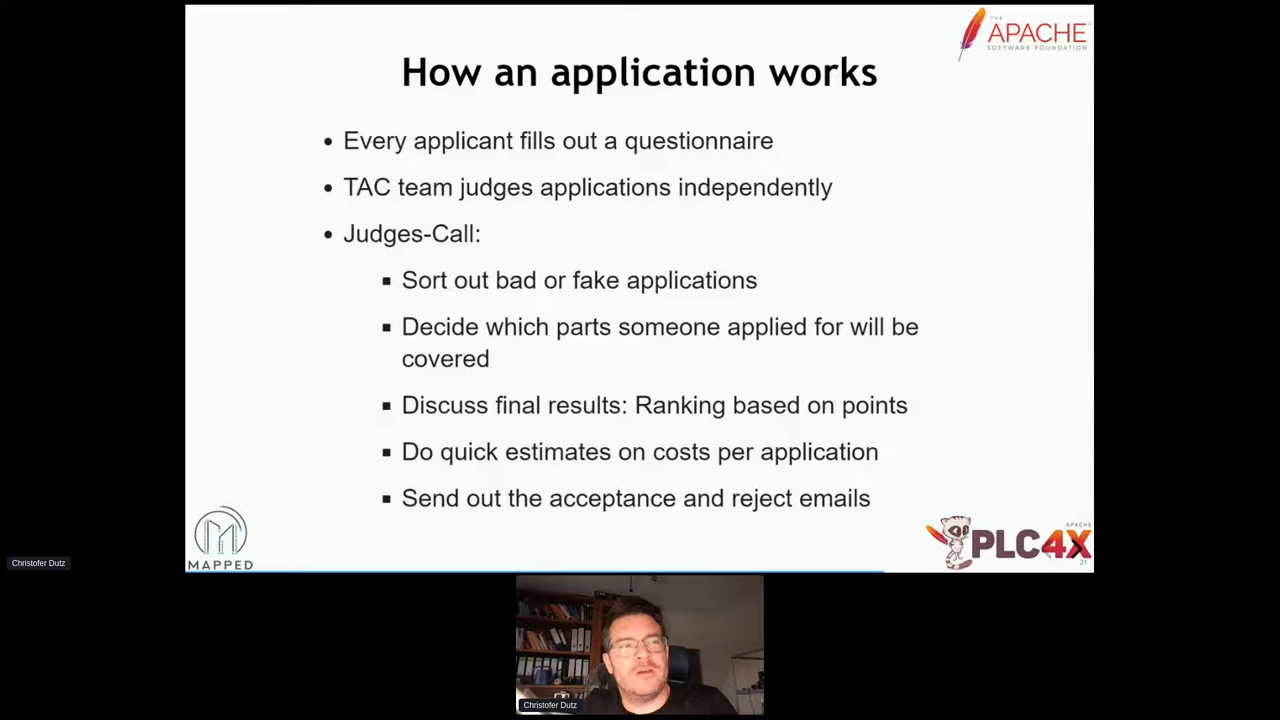 THE
APACHE
SOFTWARE FOUNDATION
How an application works
• Every applicant fills out a questionnaire
• TAC team judges applications independently
• Judges-Call:
▪ Sort out bad or fake applications
▪ Decide which parts someone applied for will be
covered
▪ Discuss final results: Ranking based on points
▪ Do quick estimates on costs per application
▪ Send out the acceptance and reject emails
MAPPED
APACHE
PLC4X
21
Christofer Dutz
Christofer Dutz